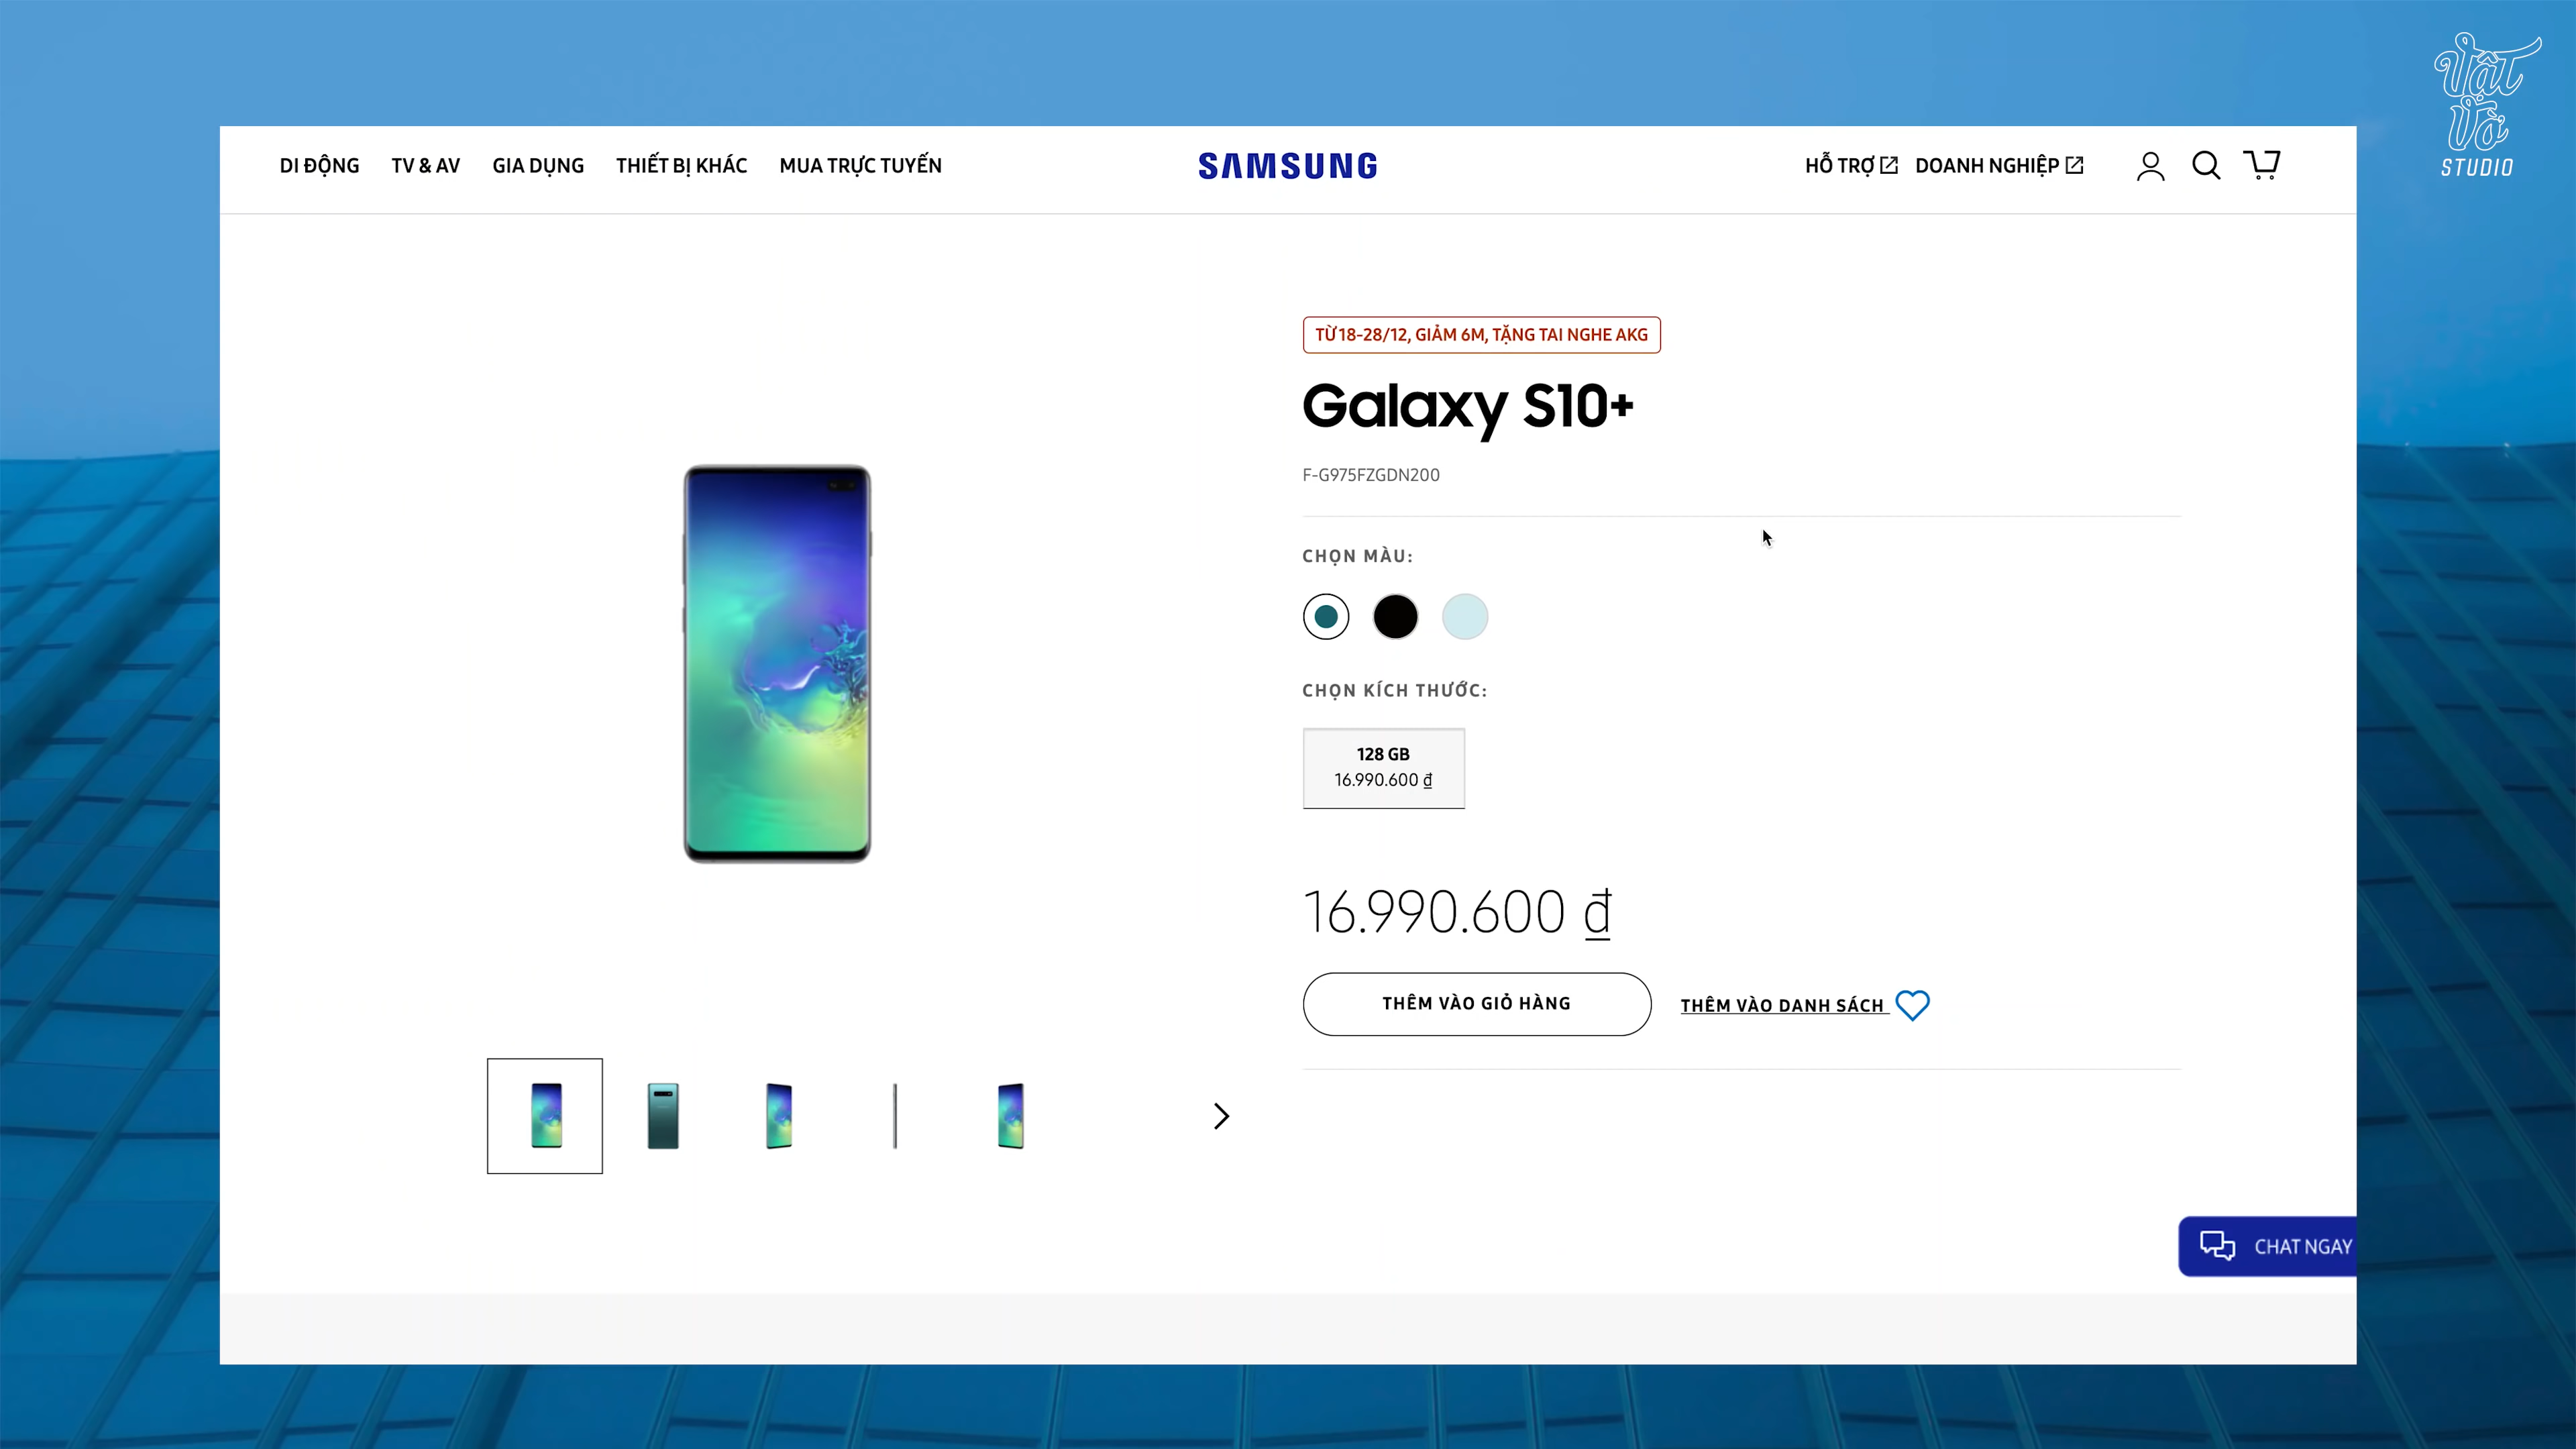 Vật
Vờ
STUDIO
DI ĐỘNG TV & AV GIA DỤNG THIẾT BỊ KHÁC MUA TRỰC TUYẾN SAMSUNG HỖ TRỢ DOANH NGHIỆP
TỪ 18-28/12, GIẢM 6M, TẶNG TAI NGHE AKG
Galaxy S10+
F-G975FZGDN200
CHỌN MÀU:
CHỌN KÍCH THƯỚC:
128 GB
16.990.600 ₫
16.990.600 ₫
THÊM VÀO GIỎ HÀNG THÊM VÀO DANH SÁCH
CHAT NGAY